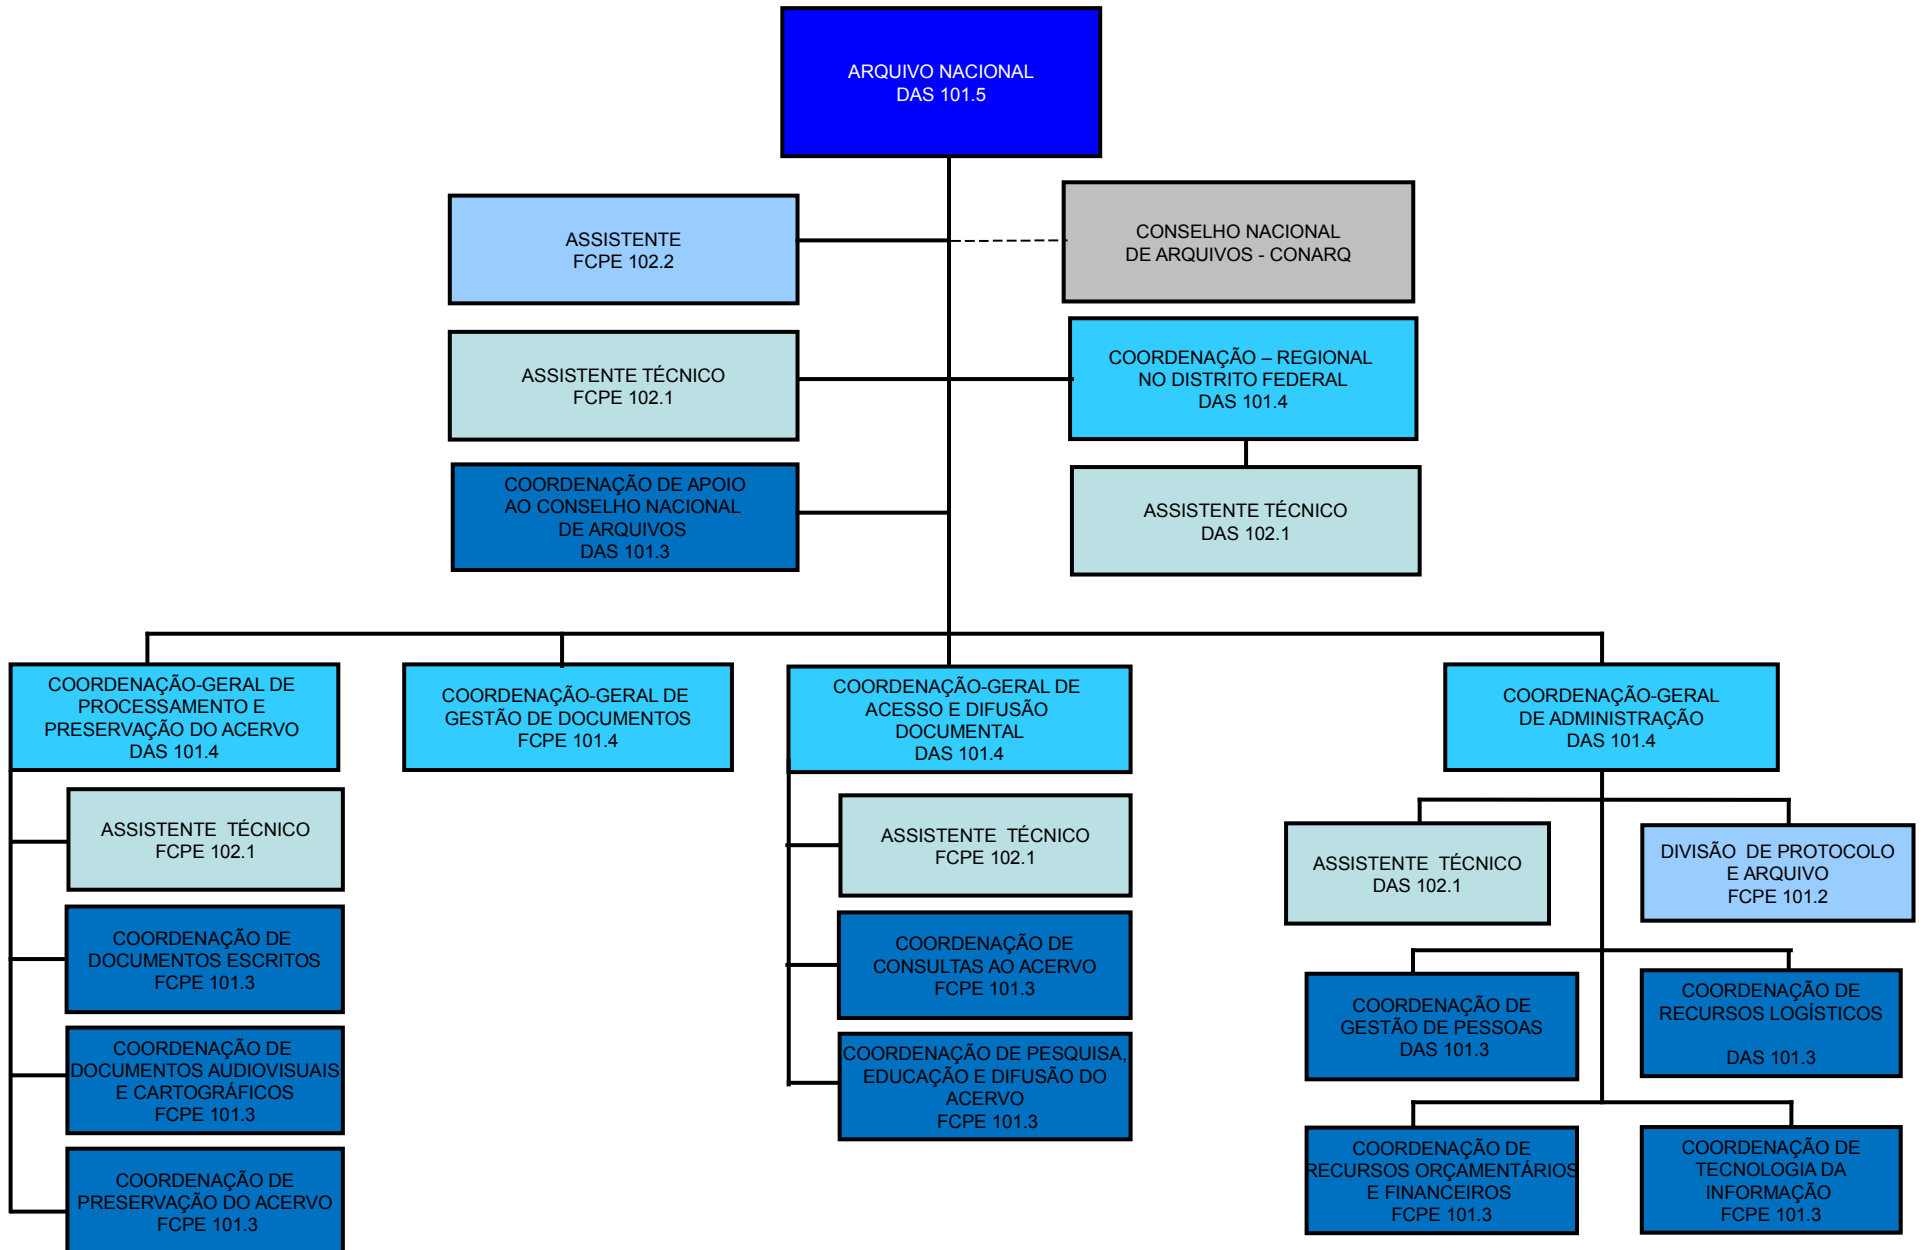 ARQUIVO NACIONAL
DAS 101.5
ASSISTENTE
FCPE 102.2
CONSELHO NACIONAL
DE ARQUIVOS - CONARQ
ASSISTENTE TÉCNICO
FCPE 102.1
COORDENAÇÃO – REGIONAL
NO DISTRITO FEDERAL
DAS 101.4
COORDENAÇÃO DE APOIO
AO CONSELHO NACIONAL
DE ARQUIVOS
DAS 101.3
ASSISTENTE TÉCNICO
DAS 102.1
COORDENAÇÃO-GERAL DE
PROCESSAMENTO E
PRESERVAÇÃO DO ACERVO
DAS 101.4
COORDENAÇÃO-GERAL DE
GESTÃO DE DOCUMENTOS
FCPE 101.4
COORDENAÇÃO-GERAL DE
ACESSO E DIFUSÃO
DOCUMENTAL
DAS 101.4
COORDENAÇÃO-GERAL
DE ADMINISTRAÇÃO
DAS 101.4
ASSISTENTE TÉCNICO
FCPE 102.1
COORDENAÇÃO DE
DOCUMENTOS ESCRITOS
FCPE 101.3
COORDENAÇÃO DE
DOCUMENTOS AUDIOVISUAIS
E CARTOGRÁFICOS
FCPE 101.3
COORDENAÇÃO DE
PRESERVAÇÃO DO ACERVO
FCPE 101.3
ASSISTENTE TÉCNICO
FCPE 102.1
COORDENAÇÃO DE
CONSULTAS AO ACERVO
FCPE 101.3
COORDENAÇÃO DE PESQUISA,
EDUCAÇÃO E DIFUSÃO DO
ACERVO
FCPE 101.3
ASSISTENTE TÉCNICO
DAS 102.1
DIVISÃO DE PROTOCOLO
E ARQUIVO
FCPE 101.2
COORDENAÇÃO DE
GESTÃO DE PESSOAS
DAS 101.3
COORDENAÇÃO DE
RECURSOS LOGÍSTICOS
DAS 101.3
COORDENAÇÃO DE
RECURSOS ORÇAMENTÁRIOS
E FINANCEIROS
FCPE 101.3
COORDENAÇÃO DE
TECNOLOGIA DA
INFORMAÇÃO
FCPE 101.3